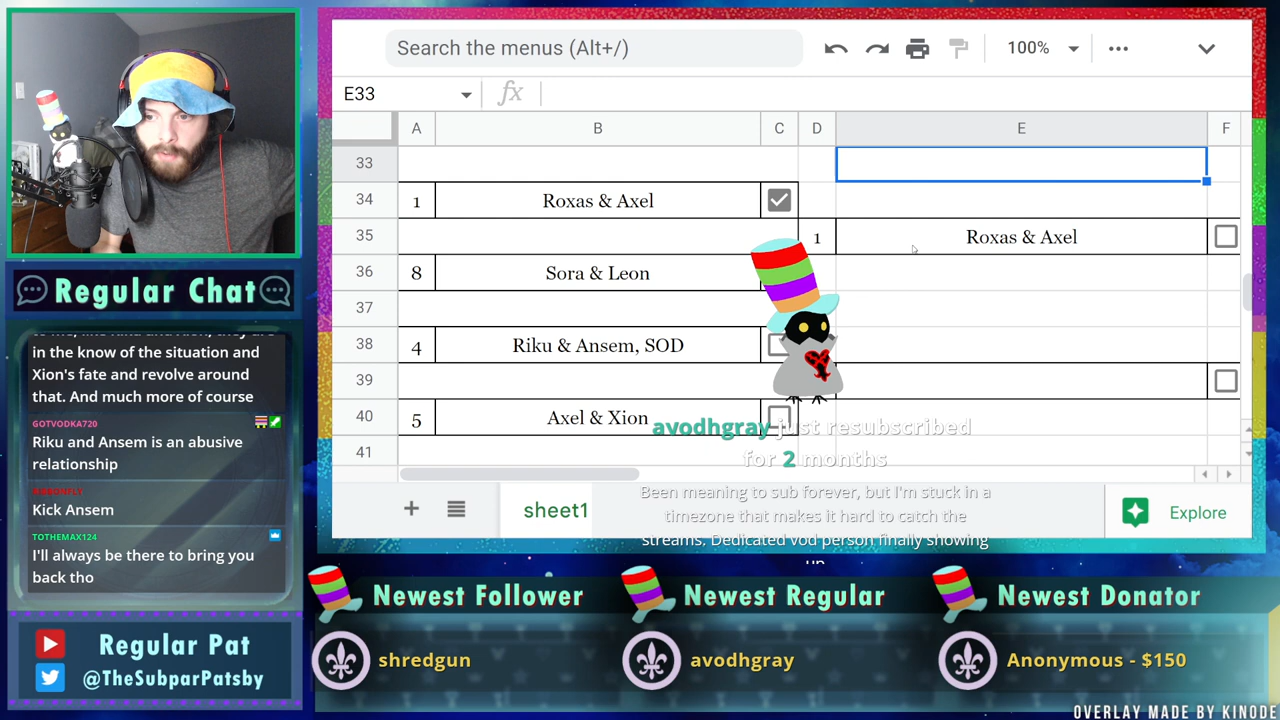 Search the menus (Alt+/)
100%
E33
fx
A B C D E F
33
34 1 Roxas & Axel
35 1 Roxas & Axel
36 8 Sora & Leon
37
38 4 Riku & Ansem, SOD
39
40 5 Axel & Xion
41
sheet1
Explore
avodhgray just resubscribed
for 2 months
Been meaning to sub forever, but I'm stuck in a
timezone that makes it hard to catch the
streams. Dedicated vod person finally showing
up
Regular Chat
in the know of the situation and
Xion's fate and revolve around
that. And much more of course
GOTVODKA720
Riku and Ansem is an abusive
relationship
Kick Ansem
TOTHEMAX124
I'll always be there to bring you
back tho
Regular Pat
@TheSubparPatsby
Newest Follower
shredgun
Newest Regular
avodhgray
Newest Donator
Anonymous - $150
OVERLAY MADE BY KINODE